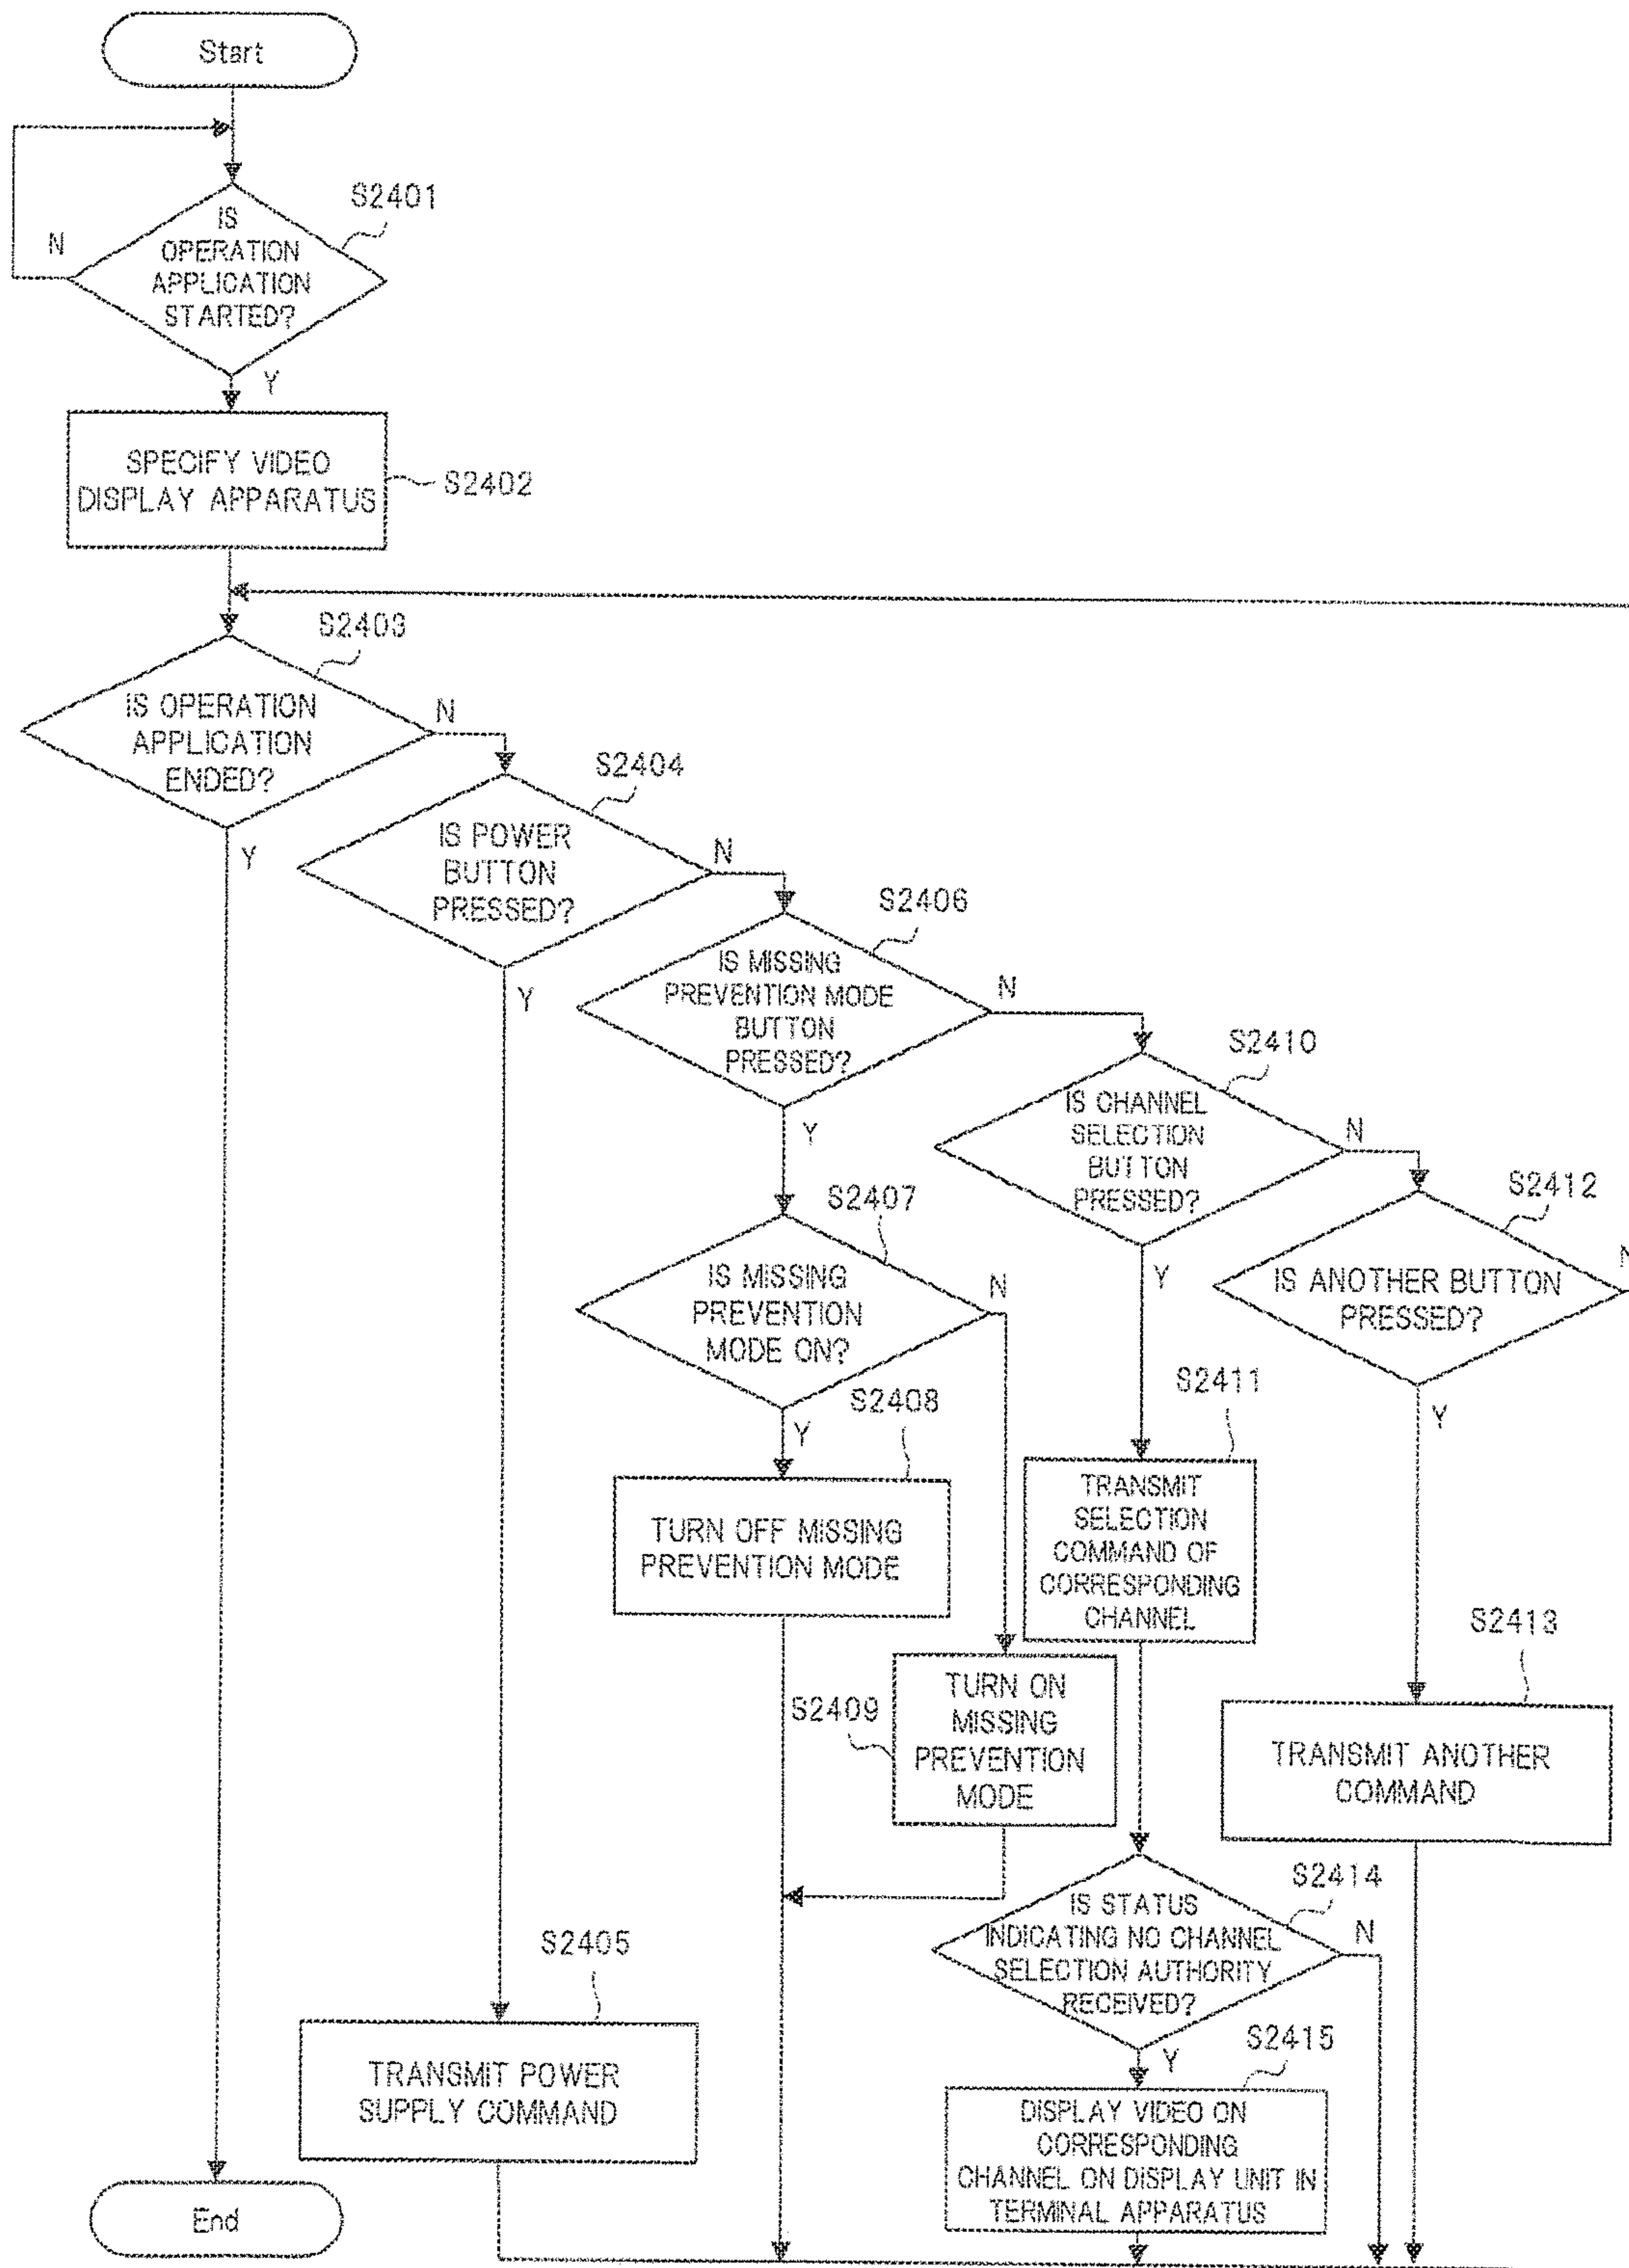 Start
S2401
IS
OPERATION
APPLICATION
STARTED?
N
Y
SPECIFY VIDEO
DISPLAY APPARATUS
S2402
S2403
IS OPERATION
APPLICATION
ENDED?
N
Y
S2404
IS POWER
BUTTON
PRESSED?
N
Y
S2406
IS MISSING
PREVENTION MODE
BUTTON
PRESSED?
N
Y
S2410
IS CHANNEL
SELECTION
BUTTON
PRESSED?
N
Y
S2412
IS ANOTHER BUTTON
PRESSED?
N
Y
S2407
IS MISSING
PREVENTION
MODE ON?
N
Y
S2408
TURN OFF MISSING
PREVENTION MODE
S2411
TRANSMIT
SELECTION
COMMAND OF
CORRESPONDING
CHANNEL
S2409
TURN ON
MISSING
PREVENTION
MODE
S2413
TRANSMIT ANOTHER
COMMAND
S2414
IS STATUS
INDICATING NO CHANNEL
SELECTION AUTHORITY
RECEIVED?
N
Y
S2405
TRANSMIT POWER
SUPPLY COMMAND
S2415
DISPLAY VIDEO ON
CORRESPONDING
CHANNEL ON DISPLAY UNIT IN
TERMINAL APPARATUS
End